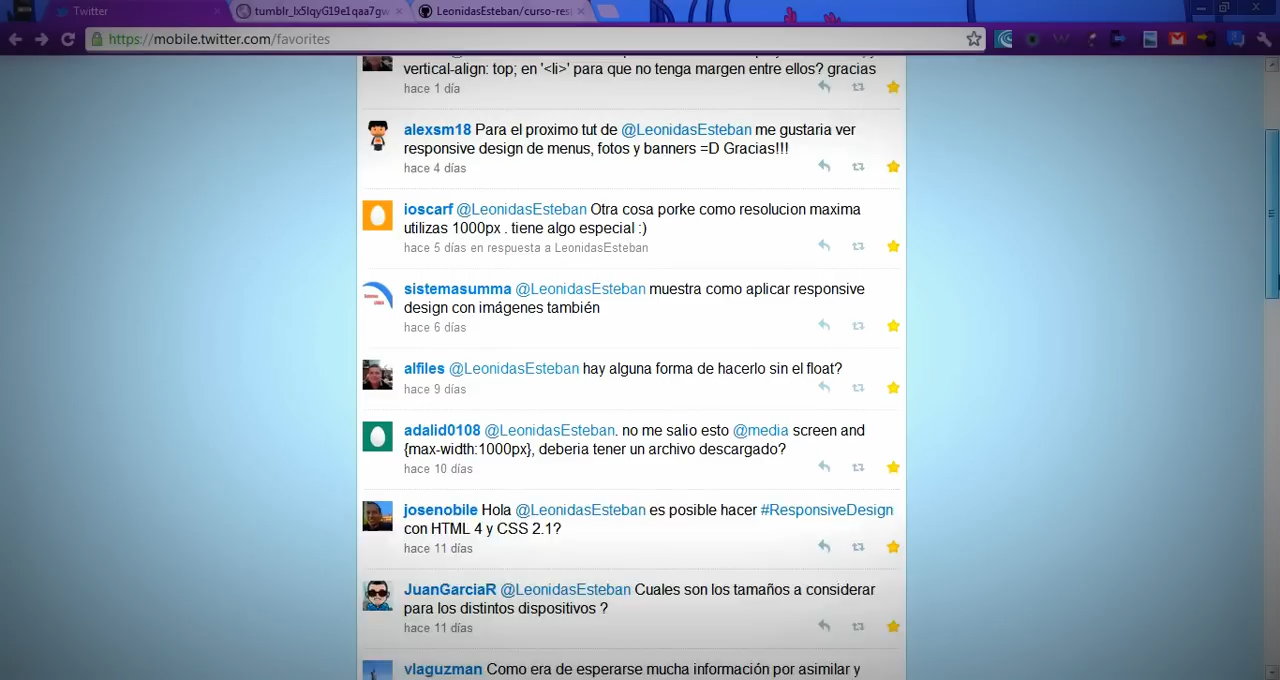 Twitter
tumblr_lx5lqyG19e1qaa7gw
LeonidasEsteban/curso-res
https://mobile.twitter.com/favorites
vertical-align: top; en '<li>' para que no tenga margen entre ellos? gracias
hace 1 día
alexsm18 Para el proximo tut de @LeonidasEsteban me gustaria ver
responsive design de menus, fotos y banners =D Gracias!!!
hace 4 días
ioscarf @LeonidasEsteban Otra cosa porke como resolucion maxima
utilizas 1000px . tiene algo especial :)
hace 5 días en respuesta a LeonidasEsteban
sistemasumma @LeonidasEsteban muestra como aplicar responsive
design con imágenes también
hace 6 días
alfiles @LeonidasEsteban hay alguna forma de hacerlo sin el float?
hace 9 días
adalid0108 @LeonidasEsteban. no me salio esto @media screen and
{max-width:1000px}, deberia tener un archivo descargado?
hace 10 días
josenobile Hola @LeonidasEsteban es posible hacer #ResponsiveDesign
con HTML 4 y CSS 2.1?
hace 11 días
JuanGarciaR @LeonidasEsteban Cuales son los tamaños a considerar
para los distintos dispositivos ?
hace 11 días
vlaguzman Como era de esperarse mucha información por asimilar y